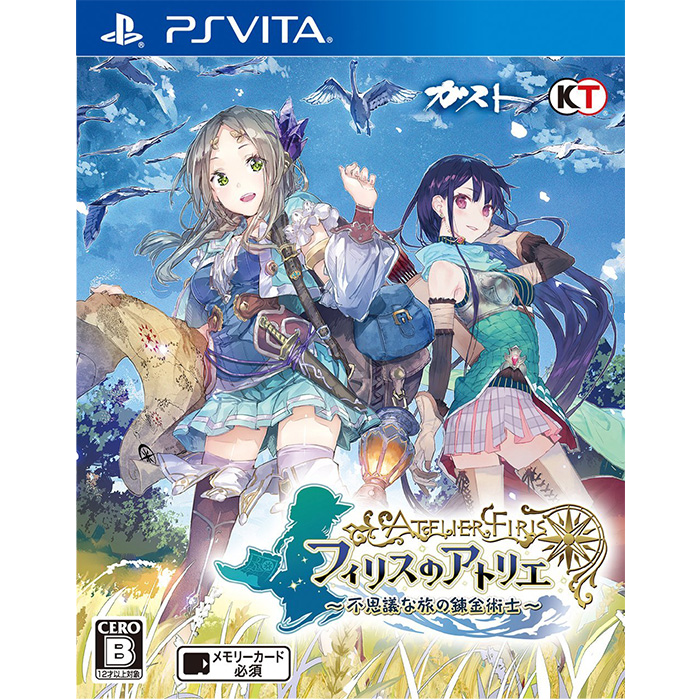 PSVITA
ガスト
KT
ATELIER FIRIS
フィリスのアトリエ
～不思議な旅の錬金術士～
CERO
B
12才以上対象
メモリーカード
必須